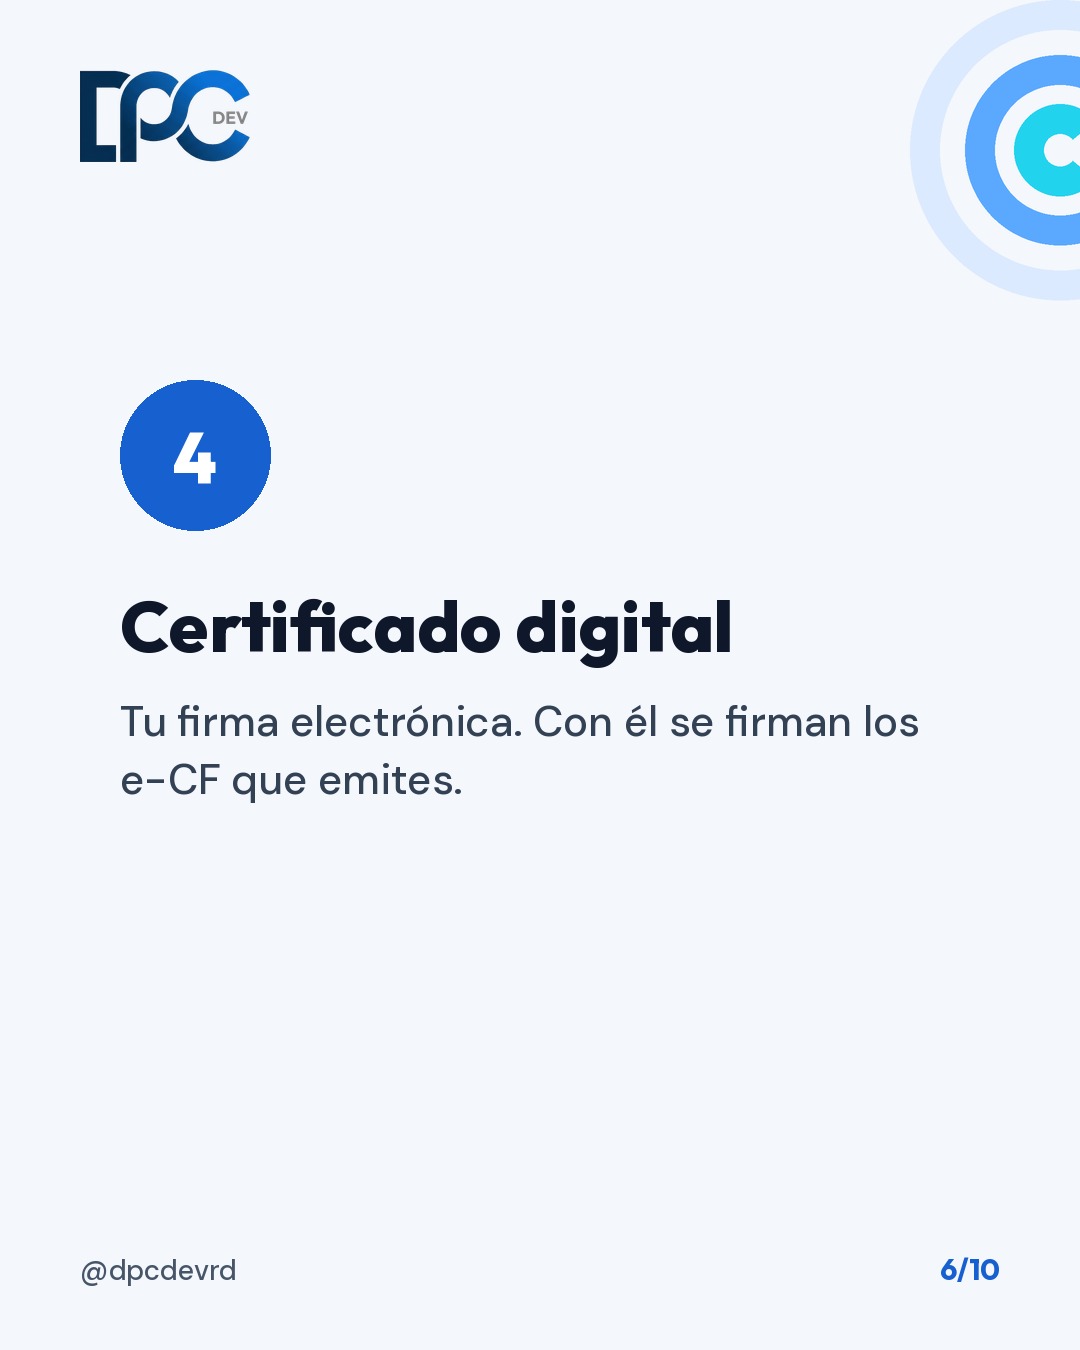 DPC
DEV
4
Certificado digital
Tu firma electrónica. Con él se firman los
e-CF que emites.
@dpcdevrd
6/10